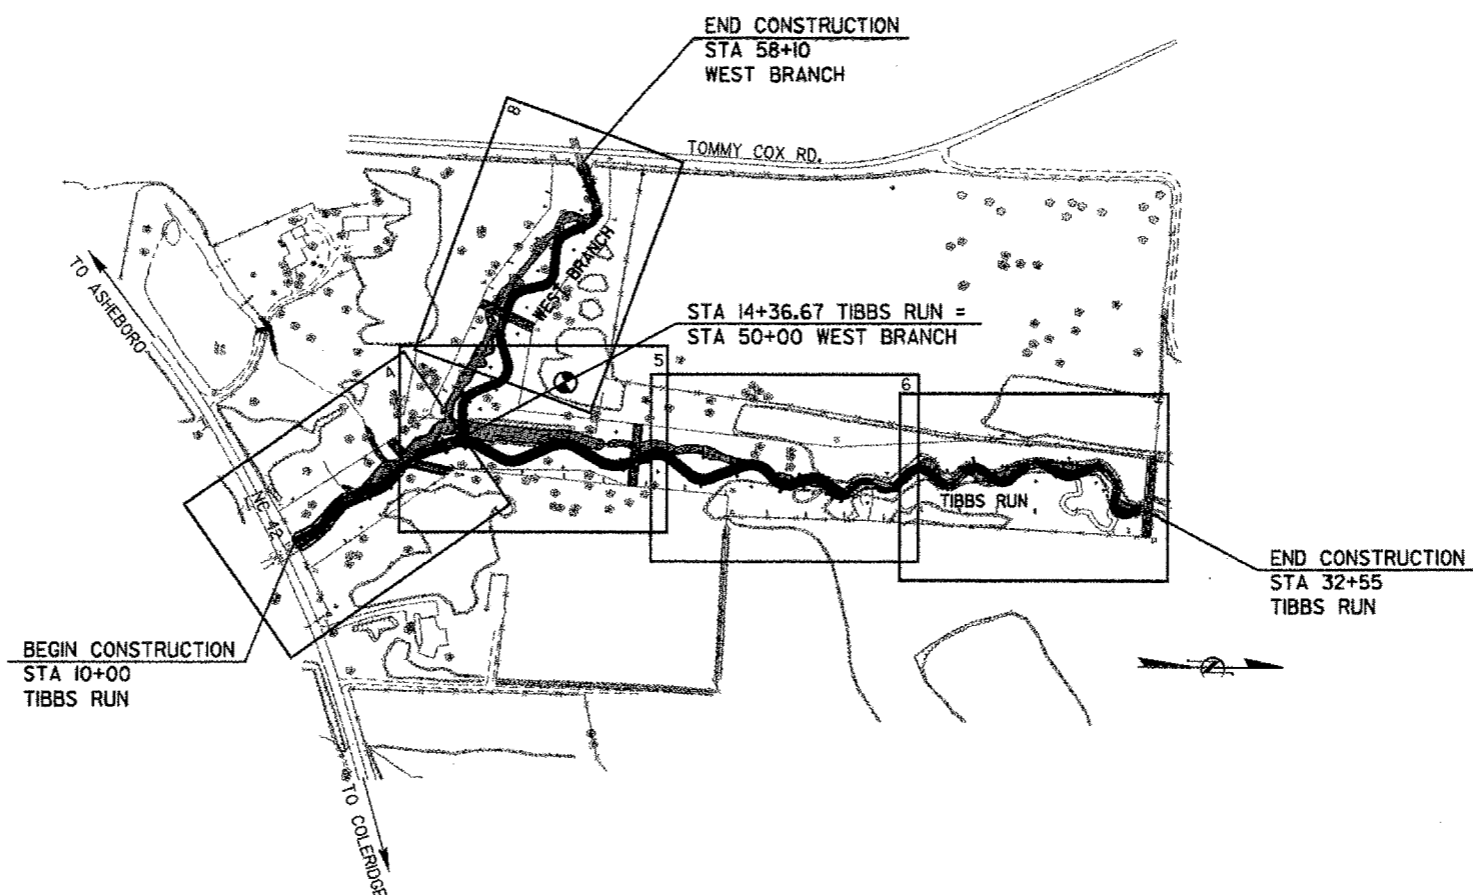 END CONSTRUCTION
STA 58+10
WEST BRANCH
8
TOMMY COX RD.
TO ASHEBORO
WEST BRANCH
STA 14+36.67 TIBBS RUN =
STA 50+00 WEST BRANCH
4
5
6
NC 42
TIBBS RUN
END CONSTRUCTION
STA 32+55
TIBBS RUN
BEGIN CONSTRUCTION
STA 10+00
TIBBS RUN
TO COLERIDGE